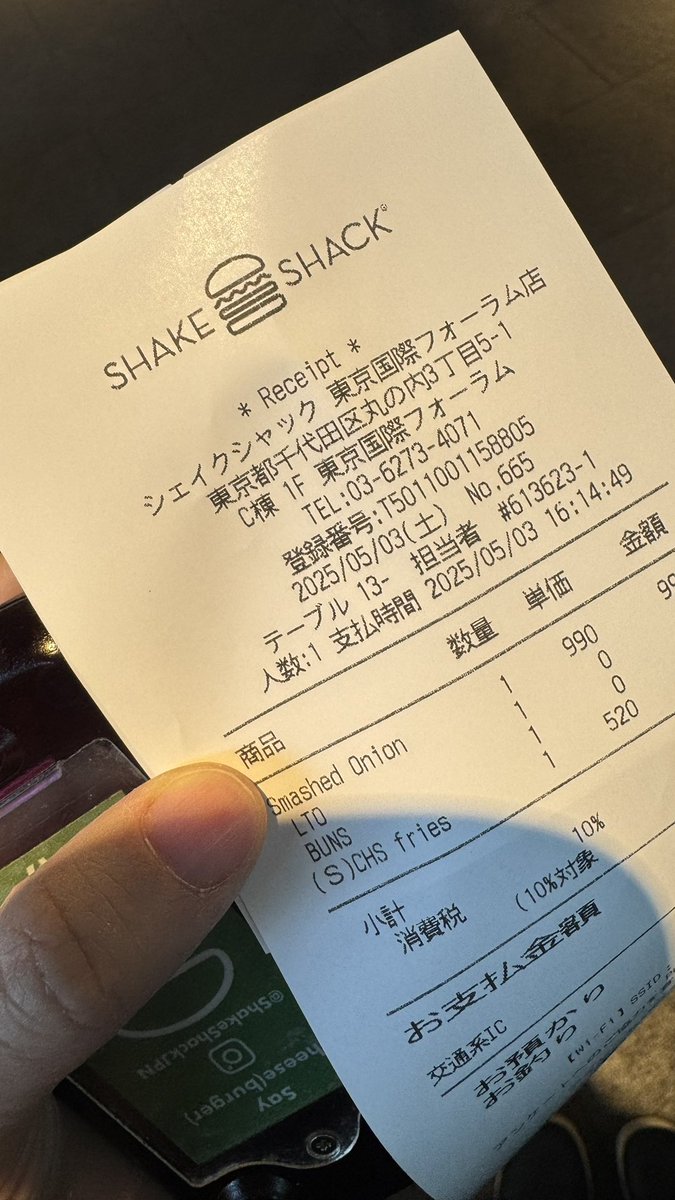 SHAKE SHACK
* Receipt *
シェイクシャック 東京国際フォーラム店
東京都千代田区丸の内3丁目5-1
C棟 1F 東京国際フォーラム
TEL:03-6273-4071
登録番号:T5011001158805
2025/05/03(土) No.665
テーブル 13- 担当者 #613623-1
人数:1 支払時間 2025/05/03 16:14:49
商品 数量 単価 金額
Smashed Onion 1 990 99
LTO 1 0
BUNS 1 0
(S)CHS fries 1 520
小計
消費税 10%
(10%対象
お支払金額
交通系IC
お預かり
お釣り
【Wi-Fi】SSID
@ShakeShackJPN
Say
cheese(burger)